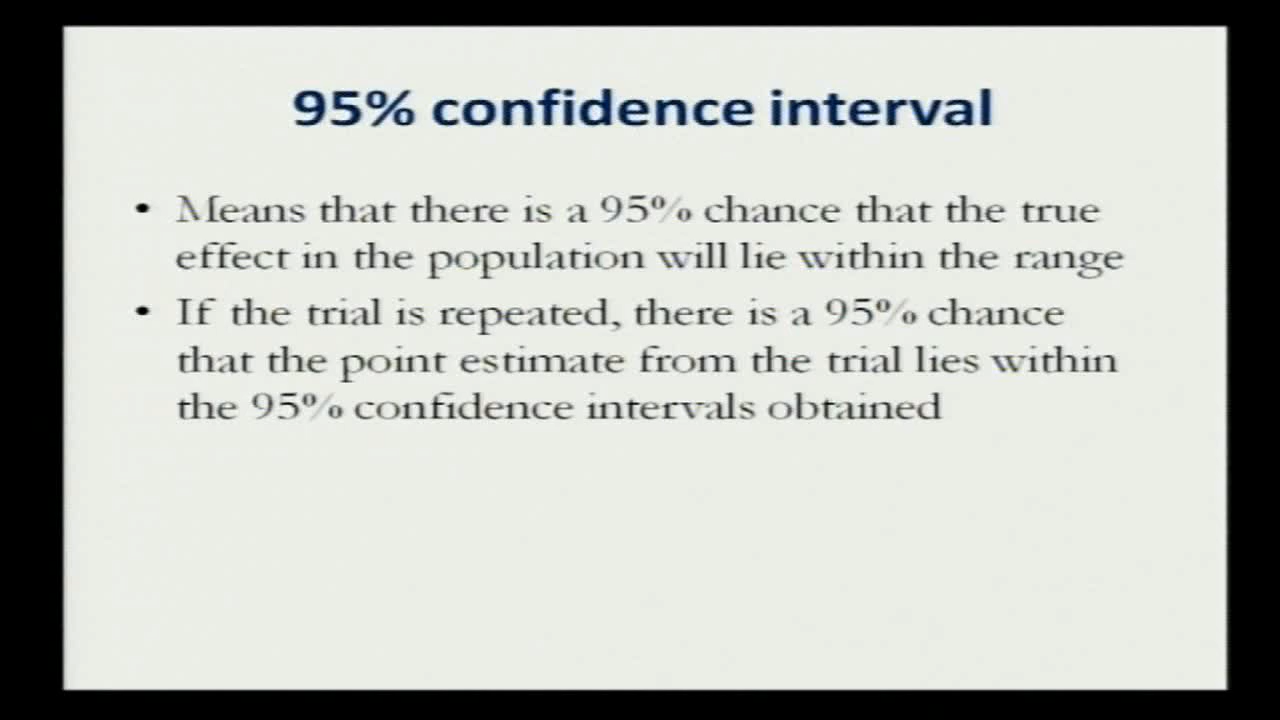 95% confidence interval
• Means that there is a 95% chance that the true
effect in the population will lie within the range
• If the trial is repeated, there is a 95% chance
that the point estimate from the trial lies within
the 95% confidence intervals obtained